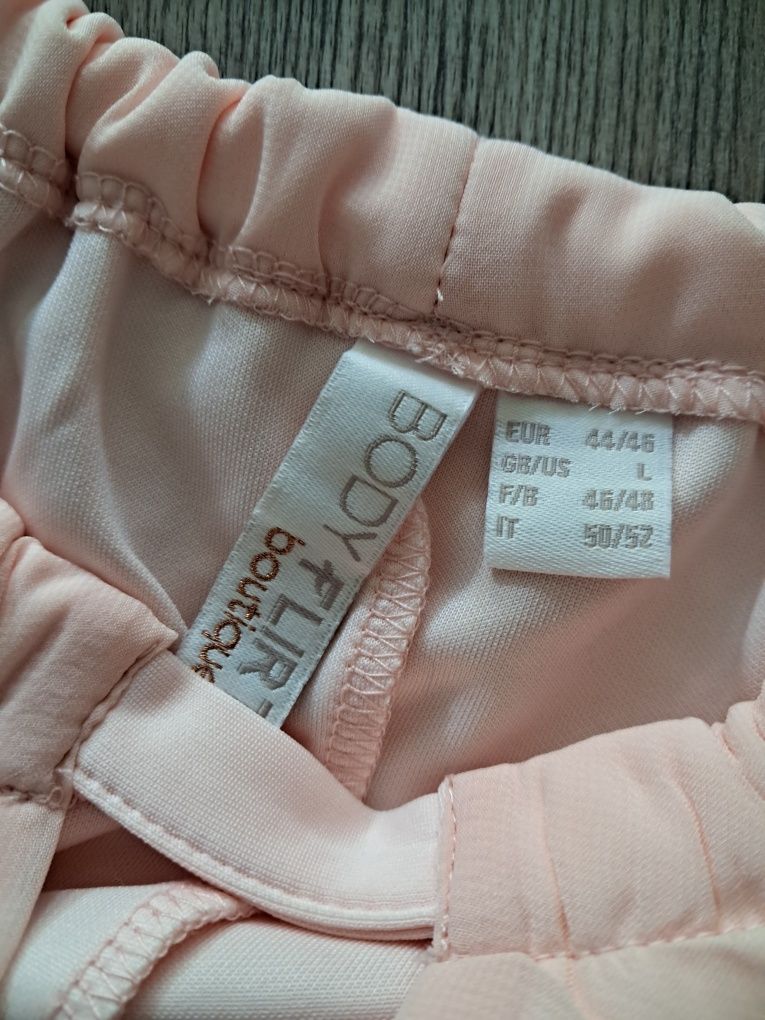 BODY FLIRT
boutique
EUR 44/46
GB/US L
F/B 46/48
IT 50/52